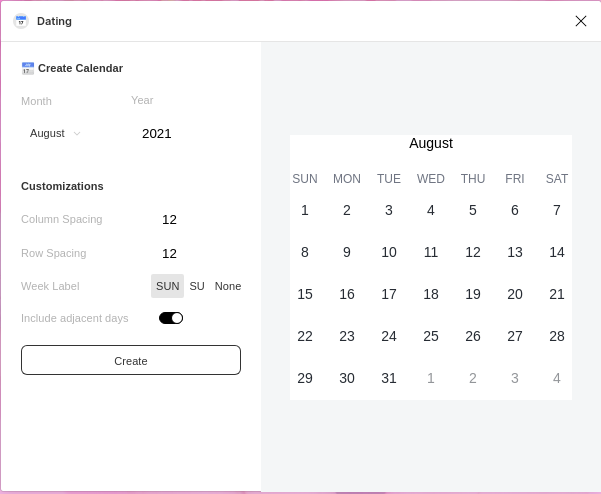 Dating
Create Calendar
Month Year
August 2021
Customizations
Column Spacing 12
Row Spacing 12
Week Label SUN SU None
Include adjacent days
Create
August
SUN MON TUE WED THU FRI SAT
1 2 3 4 5 6 7
8 9 10 11 12 13 14
15 16 17 18 19 20 21
22 23 24 25 26 27 28
29 30 31 1 2 3 4